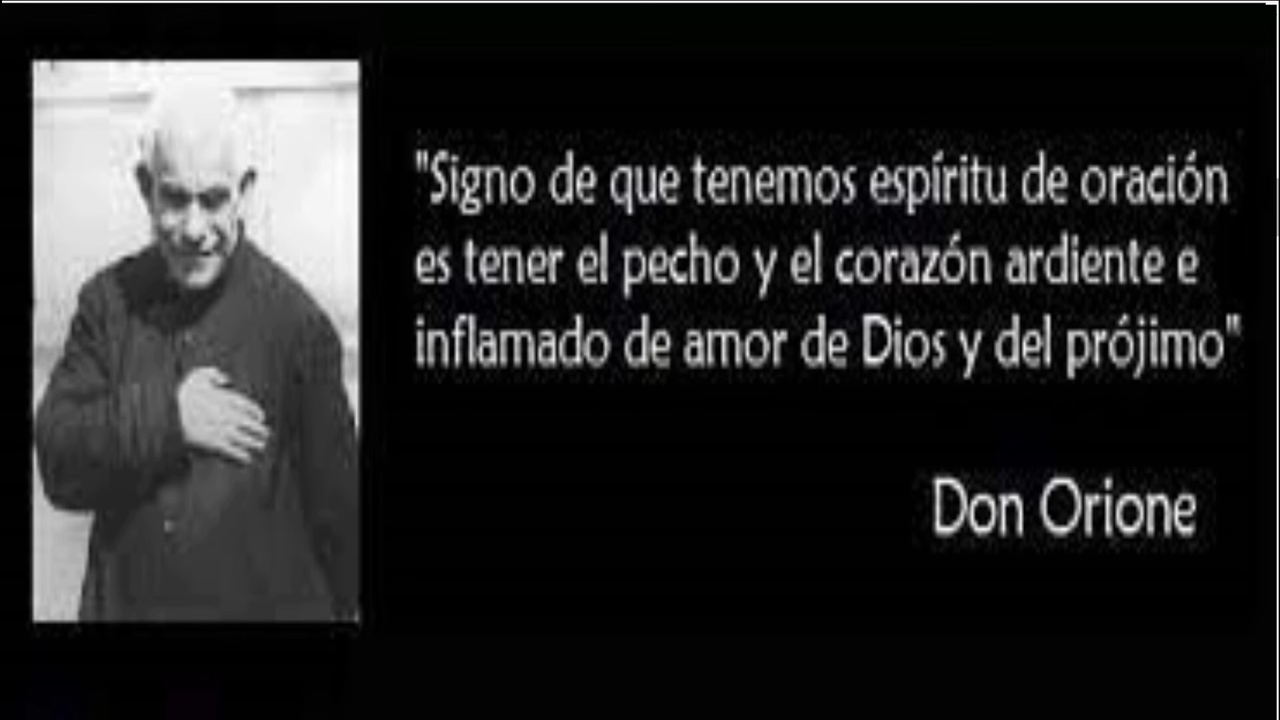 "Signo de que tenemos espíritu de oración
es tener el pecho y el corazón ardiente e
inflamado de amor de Dios y del prójimo"
Don Orione